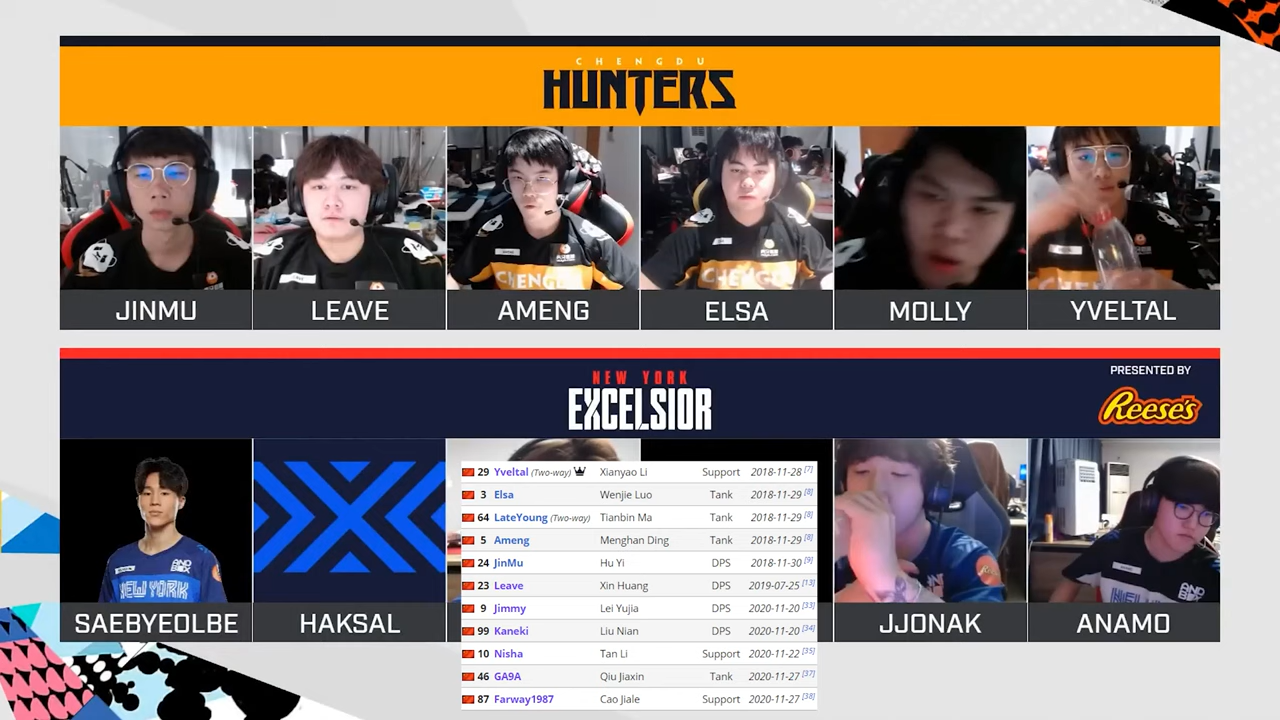 CHENGDU
HUNTERS
CHENGDU
CHENGDU
CHENGDU
JINMU
LEAVE
AMENG
ELSA
MOLLY
YVELTAL
NEW YORK
EXCELSIOR
PRESENTED BY
Reese's
NEW YORK
29 Yveltal (Two-way) Xianyao Li Support 2018-11-28 [7]
3 Elsa Wenjie Luo Tank 2018-11-29 [8]
64 LateYoung (Two-way) Tianbin Ma Tank 2018-11-29 [8]
5 Ameng Menghan Ding Tank 2018-11-29 [8]
24 JinMu Hu Yi DPS 2018-11-30 [9]
23 Leave Xin Huang DPS 2019-07-25 [13]
9 Jimmy Lei Yujia DPS 2020-11-20 [33]
99 Kaneki Liu Nian DPS 2020-11-20 [34]
10 Nisha Tan Li Support 2020-11-22 [35]
46 GA9A Qiu Jiaxin Tank 2020-11-27 [37]
87 Farway1987 Cao Jiale Support 2020-11-27 [38]
SAEBYEOLBE
HAKSAL
JJONAK
ANAMO